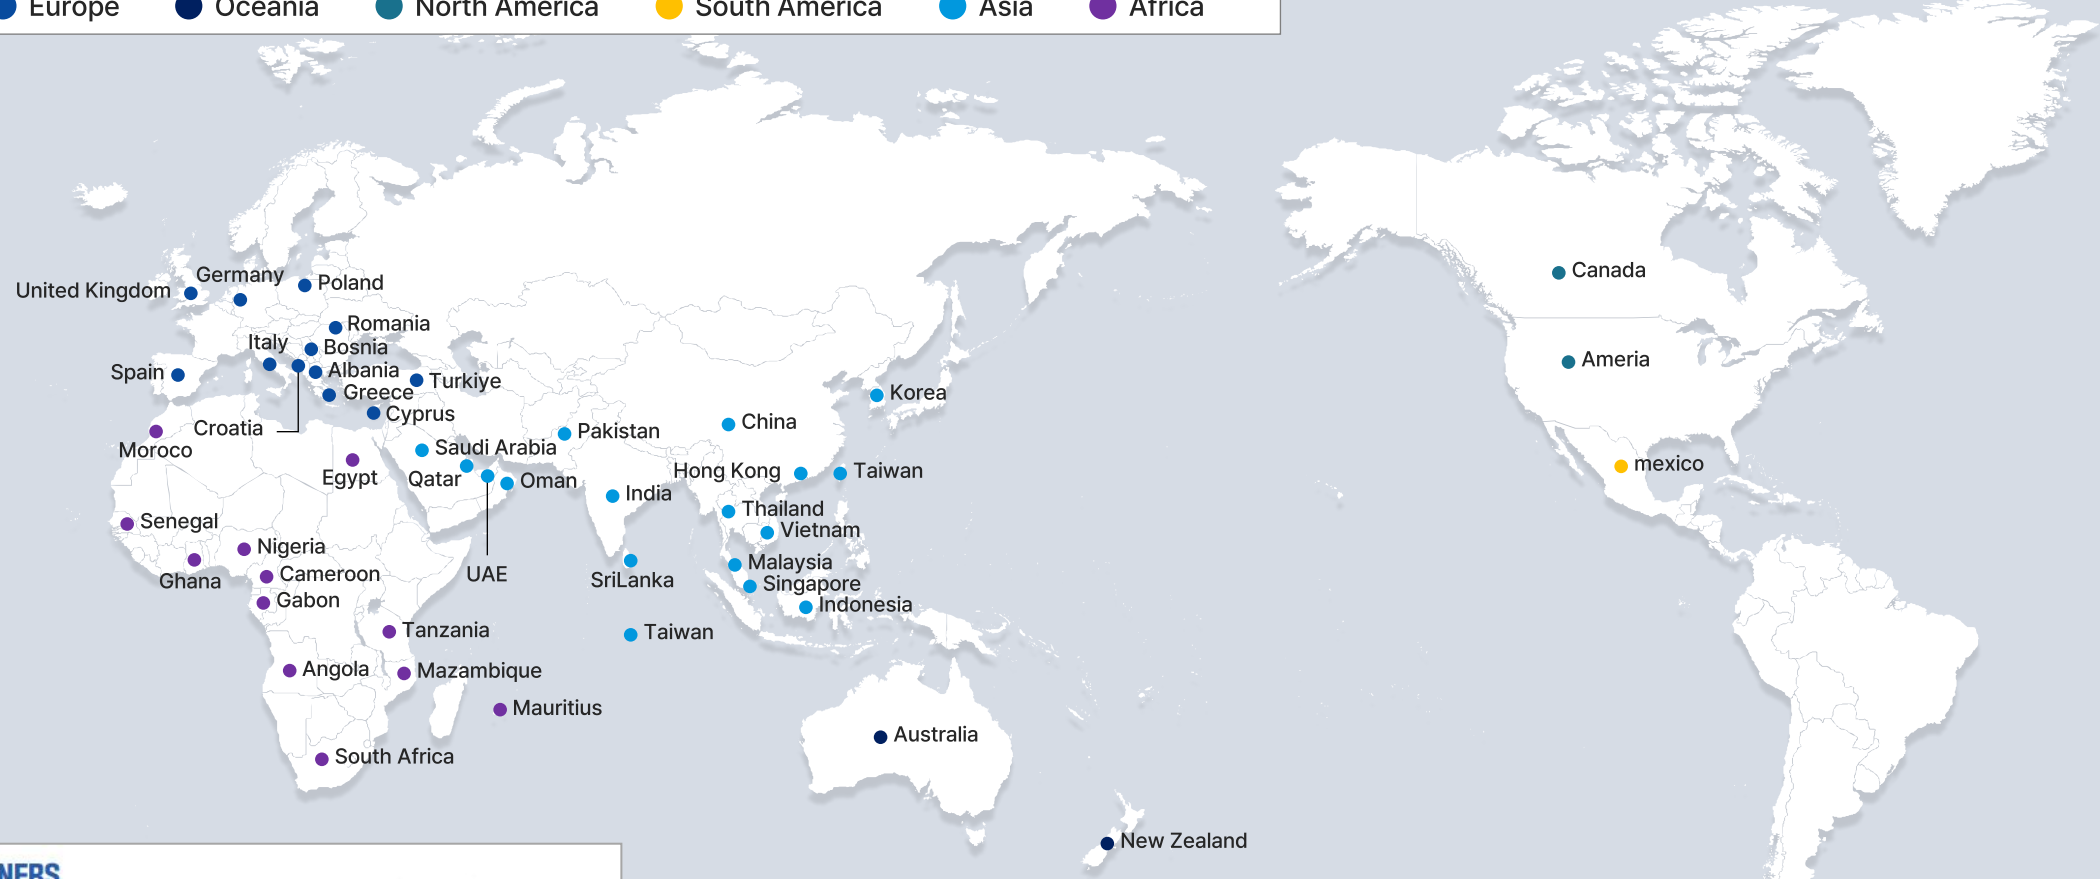 Europe Oceania North America South America Asia Africa
United Kingdom
Germany
Poland
Romania
Italy
Bosnia
Spain
Albania
Turkiye
Greece
Cyprus
Croatia
Moroco
Egypt
Saudi Arabia
Qatar
Oman
UAE
Pakistan
India
SriLanka
Taiwan
China
Korea
Hong Kong
Taiwan
Thailand
Vietnam
Malaysia
Singapore
Indonesia
Senegal
Nigeria
Ghana
Cameroon
Gabon
Tanzania
Angola
Mazambique
Mauritius
South Africa
Australia
New Zealand
Canada
Ameria
mexico
NERS